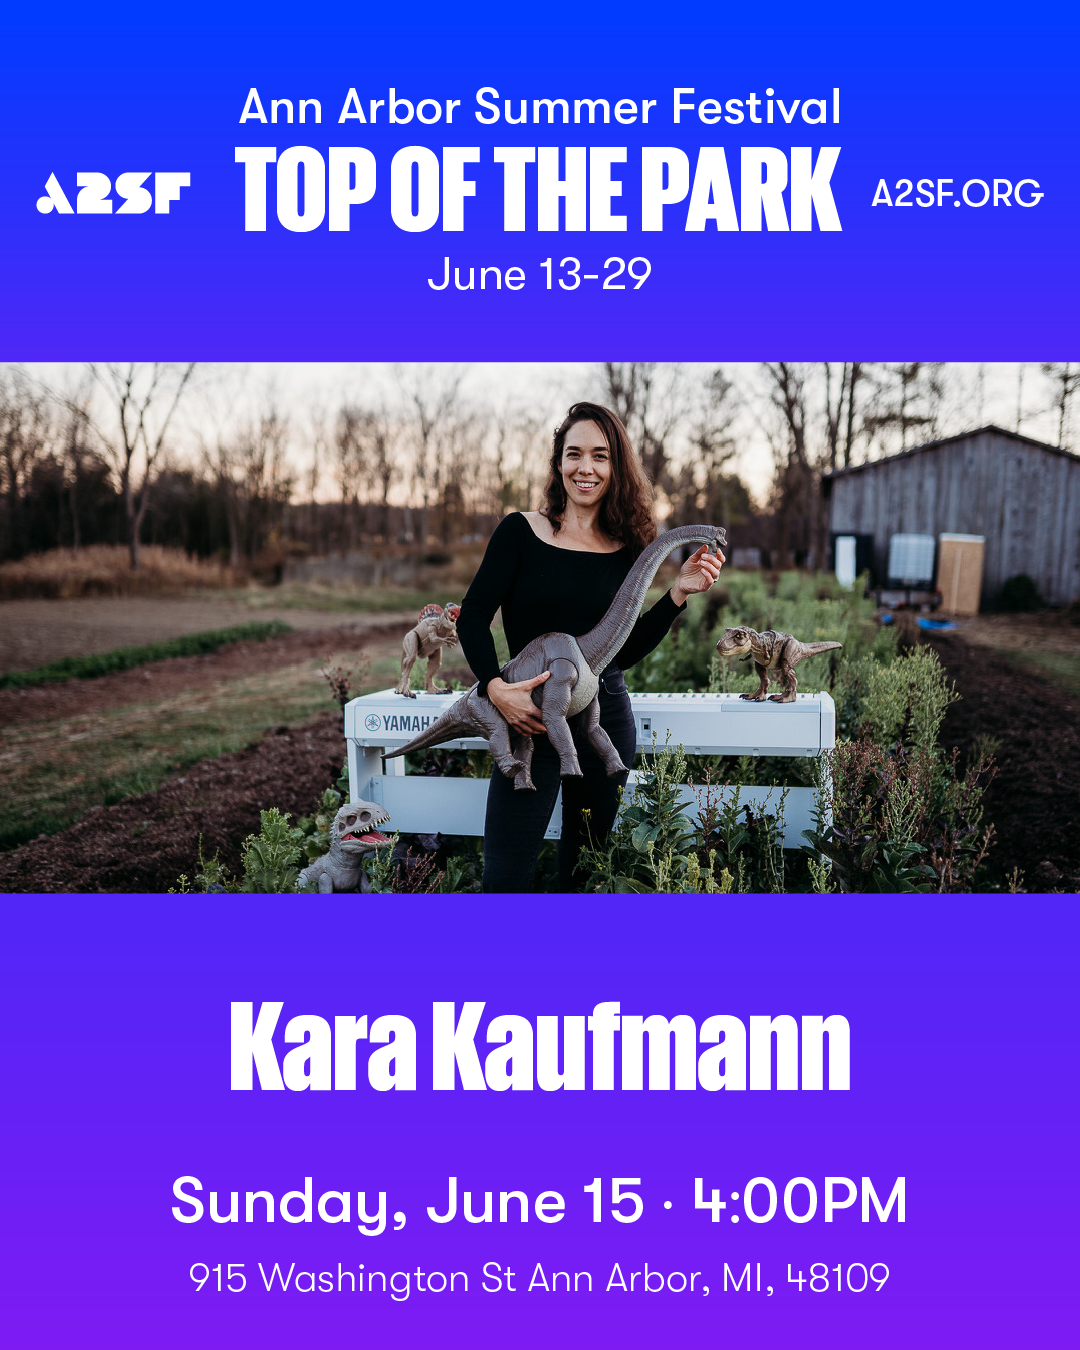 Ann Arbor Summer Festival
A2SF
TOP OF THE PARK
A2SF.ORG
June 13-29
YAMAHA
Kara Kaufmann
Sunday, June 15 · 4:00PM
915 Washington St Ann Arbor, MI, 48109